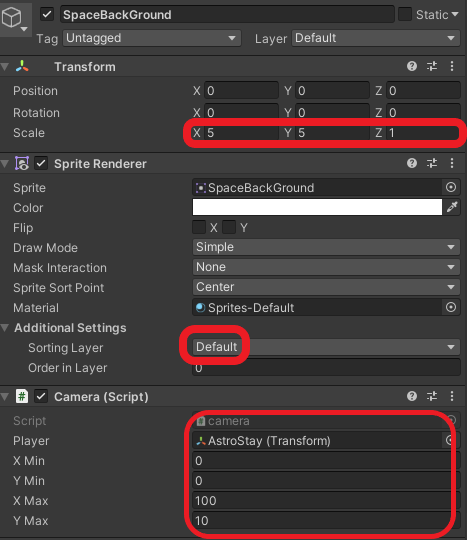 SpaceBackGround Static
Tag Untagged Layer Default
Transform
Position X 0 Y 0 Z 0
Rotation X 0 Y 0 Z 0
Scale X 5 Y 5 Z 1
Sprite Renderer
Sprite SpaceBackGround
Color
Flip X Y
Draw Mode Simple
Mask Interaction None
Sprite Sort Point Center
Material Sprites-Default
Additional Settings
Sorting Layer Default
Order in Layer 0
# Camera (Script)
Script # camera
Player AstroStay (Transform)
X Min 0
Y Min 0
X Max 100
Y Max 10